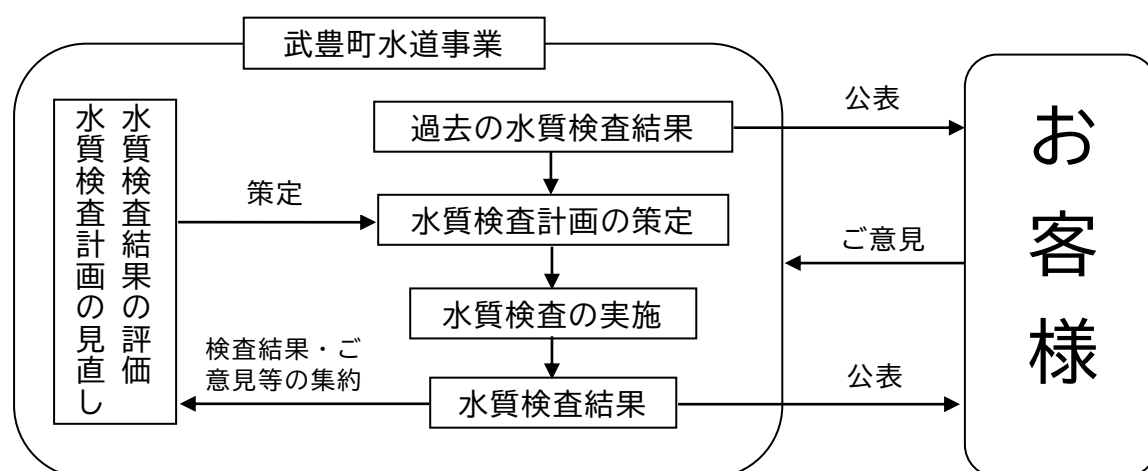 武豊町水道事業
水質検査結果の評価
水質検査計画の見直し
過去の水質検査結果
公表
策定
水質検査計画の策定
ご意見
水質検査の実施
検査結果・ご
意見等の集約
水質検査結果
公表
お客様